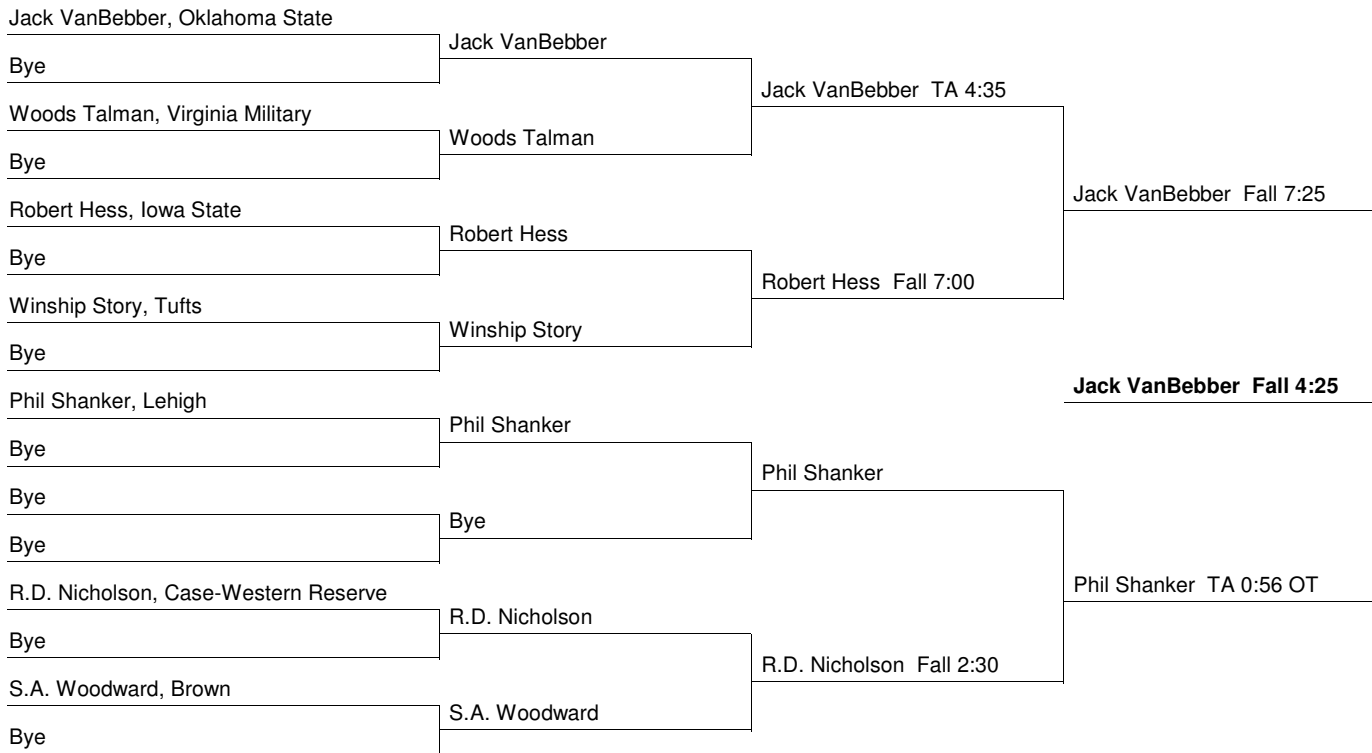 Jack VanBebber, Oklahoma State
Bye
Woods Talman, Virginia Military
Bye
Robert Hess, Iowa State
Bye
Winship Story, Tufts
Bye
Phil Shanker, Lehigh
Bye
Bye
Bye
R.D. Nicholson, Case-Western Reserve
Bye
S.A. Woodward, Brown
Bye
Jack VanBebber
Woods Talman
Robert Hess
Winship Story
Phil Shanker
Bye
R.D. Nicholson
S.A. Woodward
Jack VanBebber TA 4:35
Robert Hess Fall 7:00
Phil Shanker
R.D. Nicholson Fall 2:30
Jack VanBebber Fall 7:25
Jack VanBebber Fall 4:25
Phil Shanker TA 0:56 OT